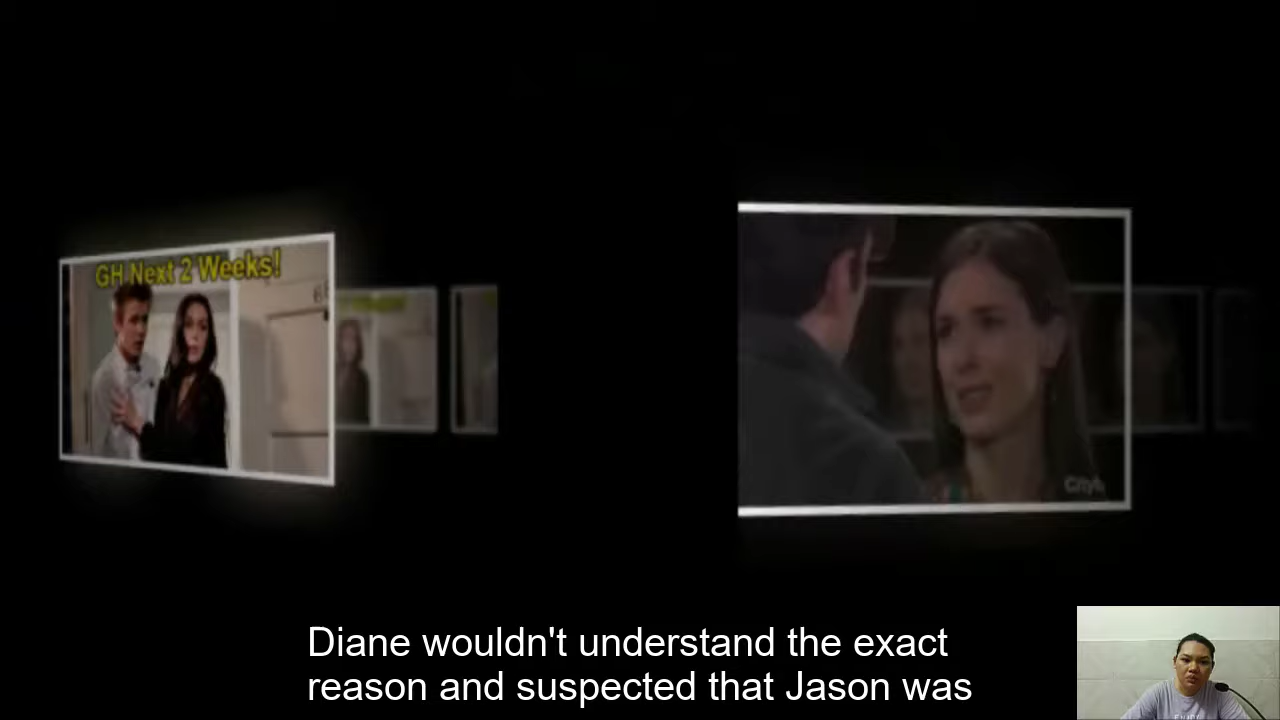 GH Next 2 Weeks!
Diane wouldn't understand the exact
reason and suspected that Jason was